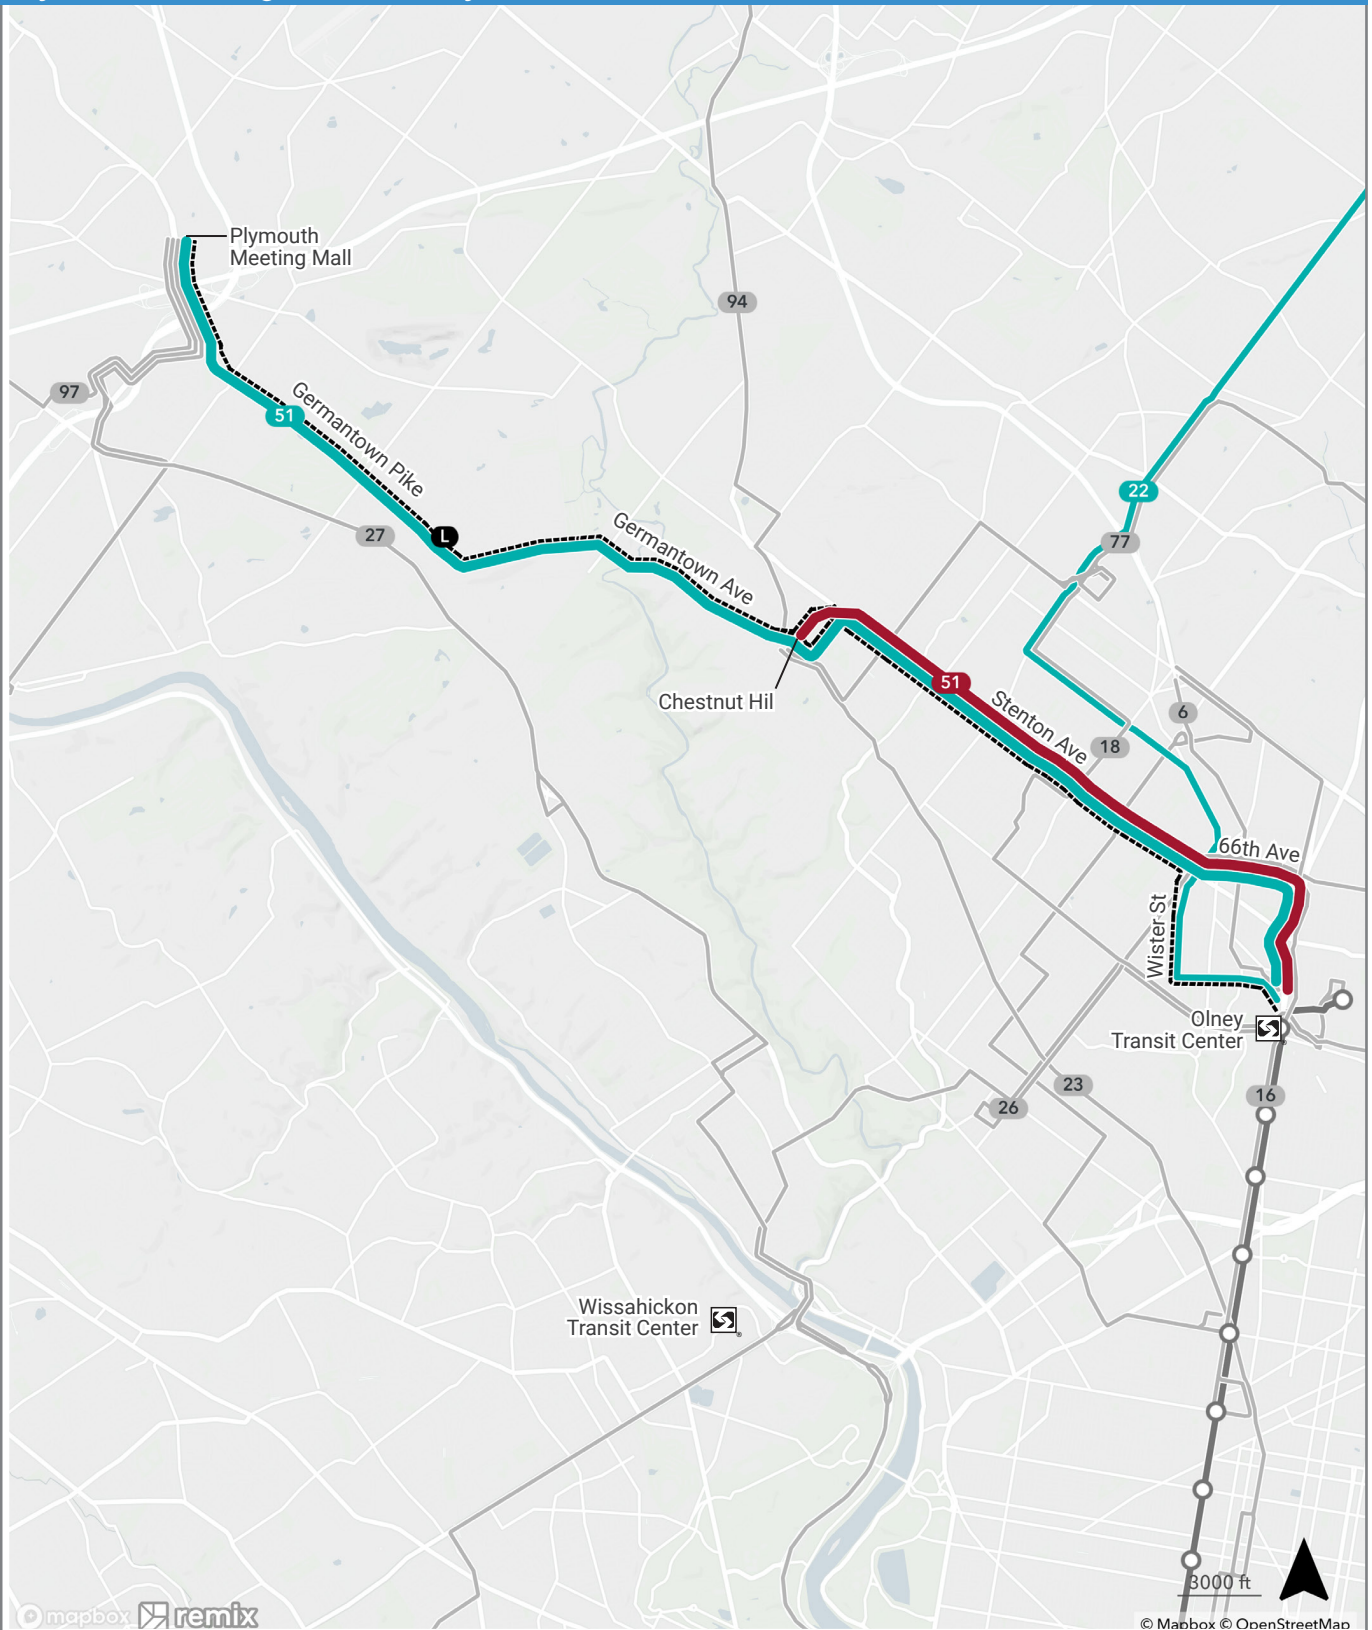 Plymouth
Meeting Mall
94
97
51
Germantown Pike
22
L
27
Germantown Ave
77
Chestnut Hil
51
Stenton Ave
6
18
66th Ave
Wister St
Olney
Transit Center
23
26
16
Wissahickon
Transit Center
3000 ft
mapbox
remix
© Mapbox © OpenStreetMap